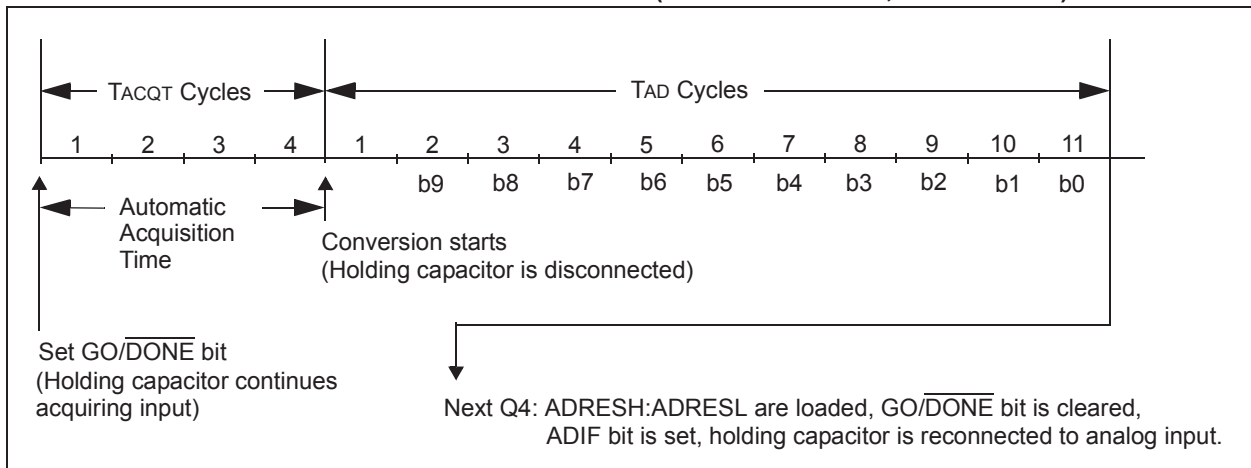 TACQT Cycles TAD Cycles
1 2 3 4 1 2 3 4 5 6 7 8 9 10 11
b9 b8 b7 b6 b5 b4 b3 b2 b1 b0
Automatic
Acquisition
Time
Conversion starts
(Holding capacitor is disconnected)
Set GO/DONE bit
(Holding capacitor continues
acquiring input)
Next Q4: ADRESH:ADRESL are loaded, GO/DONE bit is cleared,
ADIF bit is set, holding capacitor is reconnected to analog input.